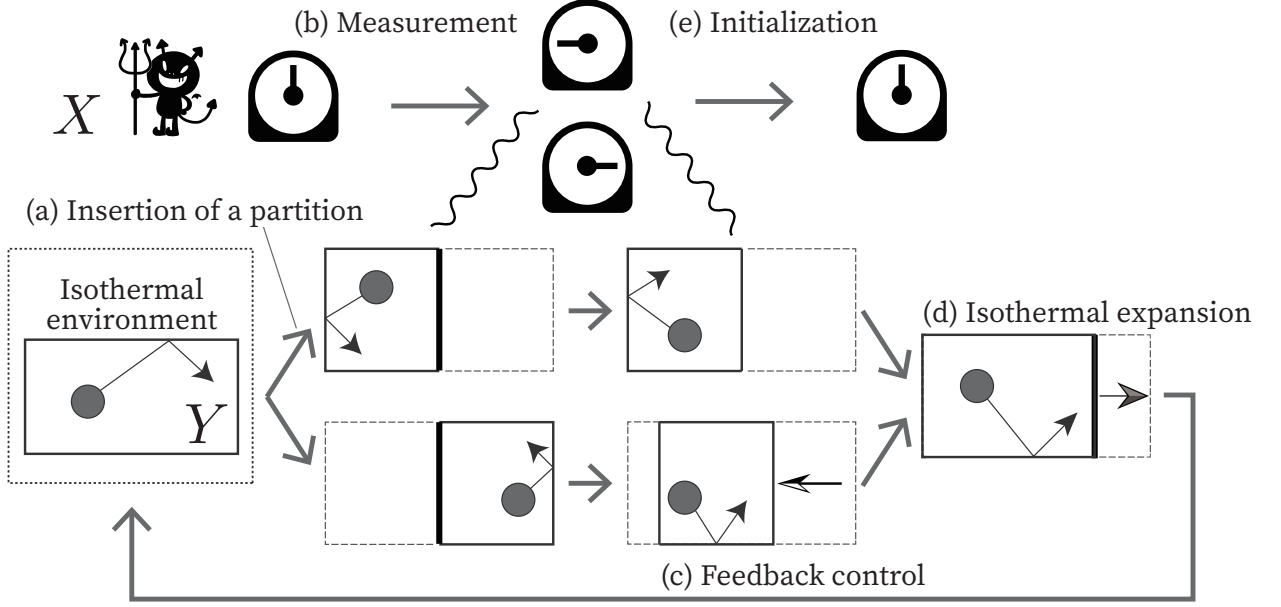 (b) Measurement
(e) Initialization
X
(a) Insertion of a partition
Isothermal
environment
Y
(d) Isothermal expansion
(c) Feedback control